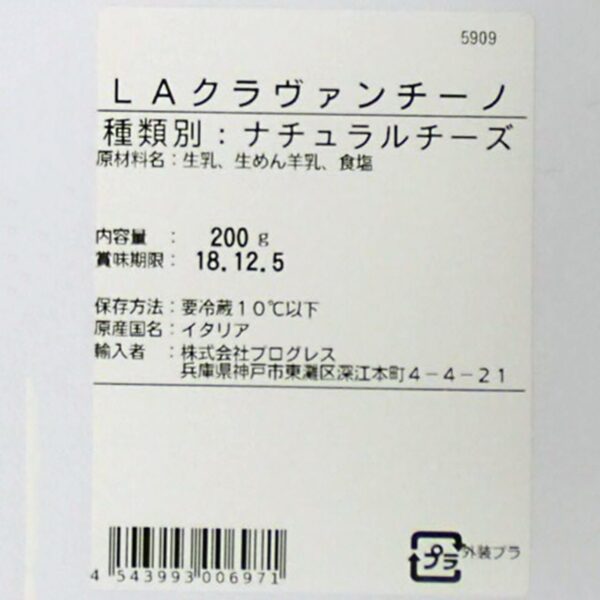 5909
LAクラヴァンチーノ
種類別：ナチュラルチーズ
原材料名：生乳、生めん羊乳、食塩
内容量 ： 200g
賞味期限：18.12.5
保存方法：要冷蔵10℃以下
原産国名：イタリア
輸入者 ：株式会社プログレス
兵庫県神戸市東灘区深江本町4-4-21
プラ 外装プラ
4 543993 006971